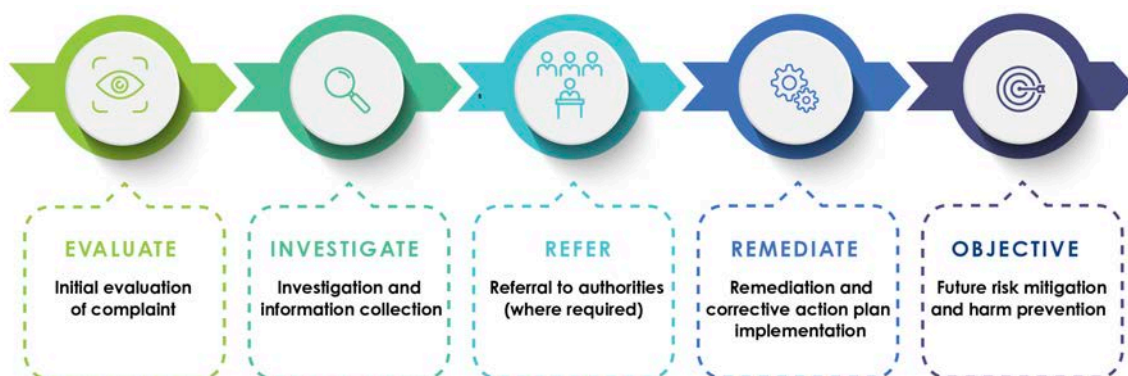 EVALUATE
Initial evaluation
of complaint
INVESTIGATE
Investigation and
information collection
REFER
Referral to authorities
(where required)
REMEDIATE
Remediation and
corrective action plan
implementation
OBJECTIVE
Future risk mitigation
and harm prevention